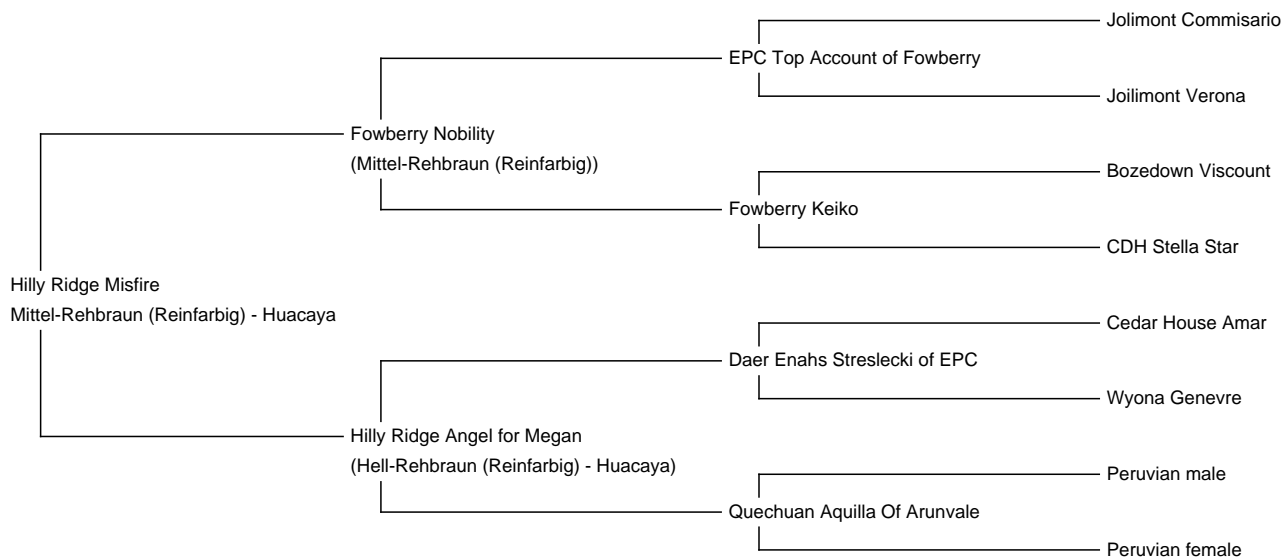 Jolimont Commisario
EPC Top Account of Fowberry
Joilimont Verona
Fowberry Nobility
(Mittel-Rehbraun (Reinfarbig))
Bozedown Viscount
Fowberry Keiko
CDH Stella Star
Hilly Ridge Misfire
Mittel-Rehbraun (Reinfarbig) - Huacaya
Cedar House Amar
Daer Enahs Streslecki of EPC
Wyona Genevre
Hilly Ridge Angel for Megan
(Hell-Rehbraun (Reinfarbig) - Huacaya)
Peruvian male
Quechuan Aquilla Of Arunvale
Peruvian female